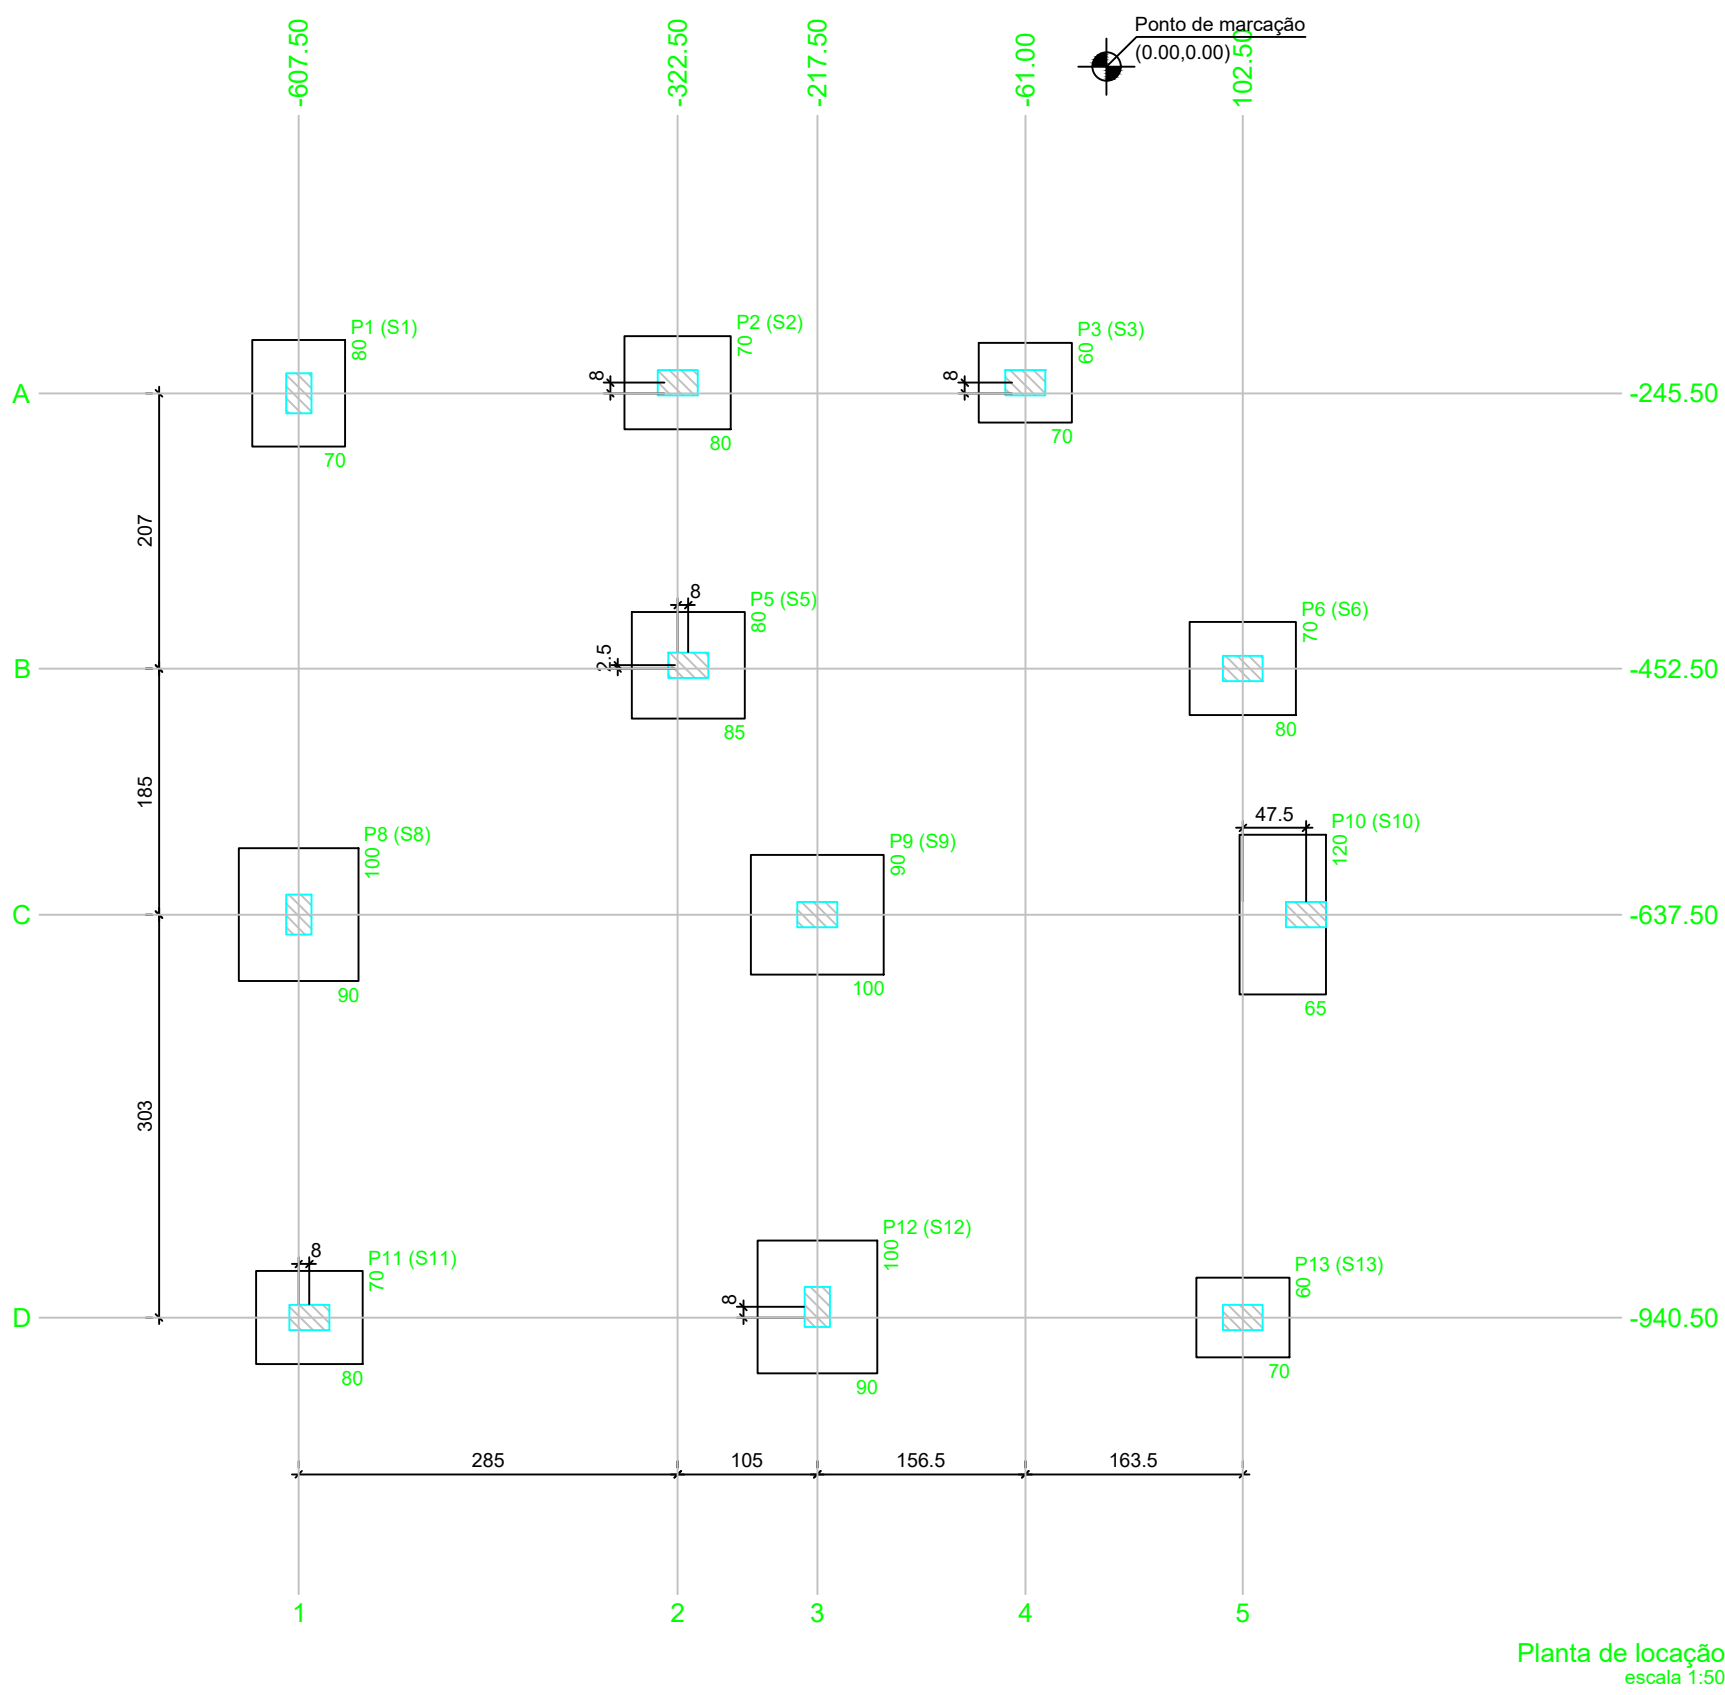 Ponto de marcação
(0.00,0.00)
-607.50
-322.50
-217.50
-61.00
102.50
P1 (S1)
80
70
P2 (S2)
70
8
80
P3 (S3)
60
8
70
A
-245.50
207
8
P5 (S5)
80
2.5
85
P6 (S6)
70
80
B
-452.50
185
P8 (S8)
100
90
P9 (S9)
90
100
47.5
P10 (S10)
120
65
C
-637.50
303
8
P11 (S11)
70
80
P12 (S12)
100
8
90
P13 (S13)
60
70
D
-940.50
285
105
156.5
163.5
1
2
3
4
5
Planta de locação
escala 1:50